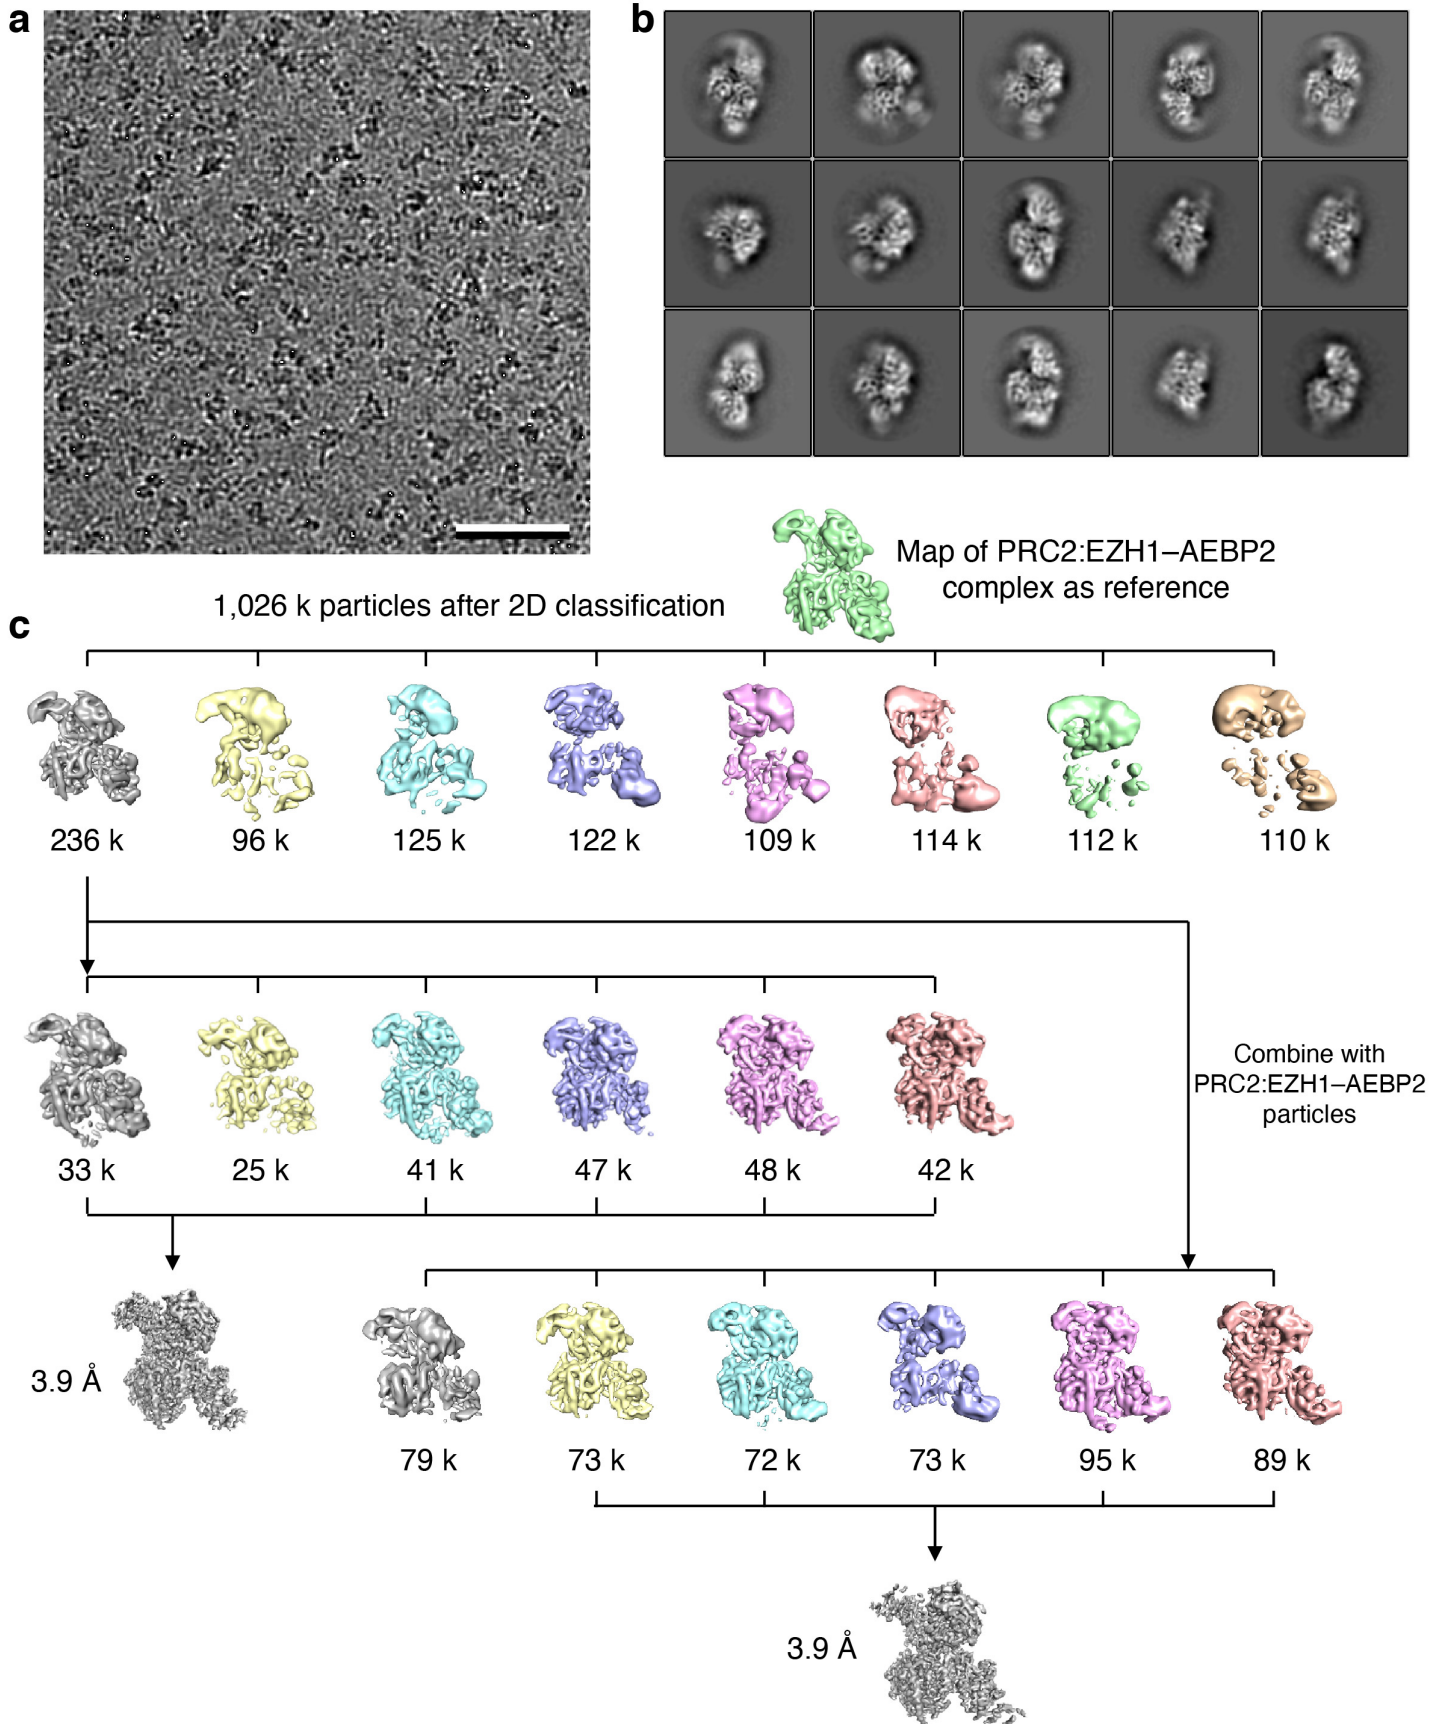 a
b
Map of PRC2:EZH1–AEBP2
complex as reference
1,026 k particles after 2D classification
c
236 k
96 k
125 k
122 k
109 k
114 k
112 k
110 k
Combine with
PRC2:EZH1–AEBP2
particles
33 k
25 k
41 k
47 k
48 k
42 k
3.9 Å
79 k
73 k
72 k
73 k
95 k
89 k
3.9 Å